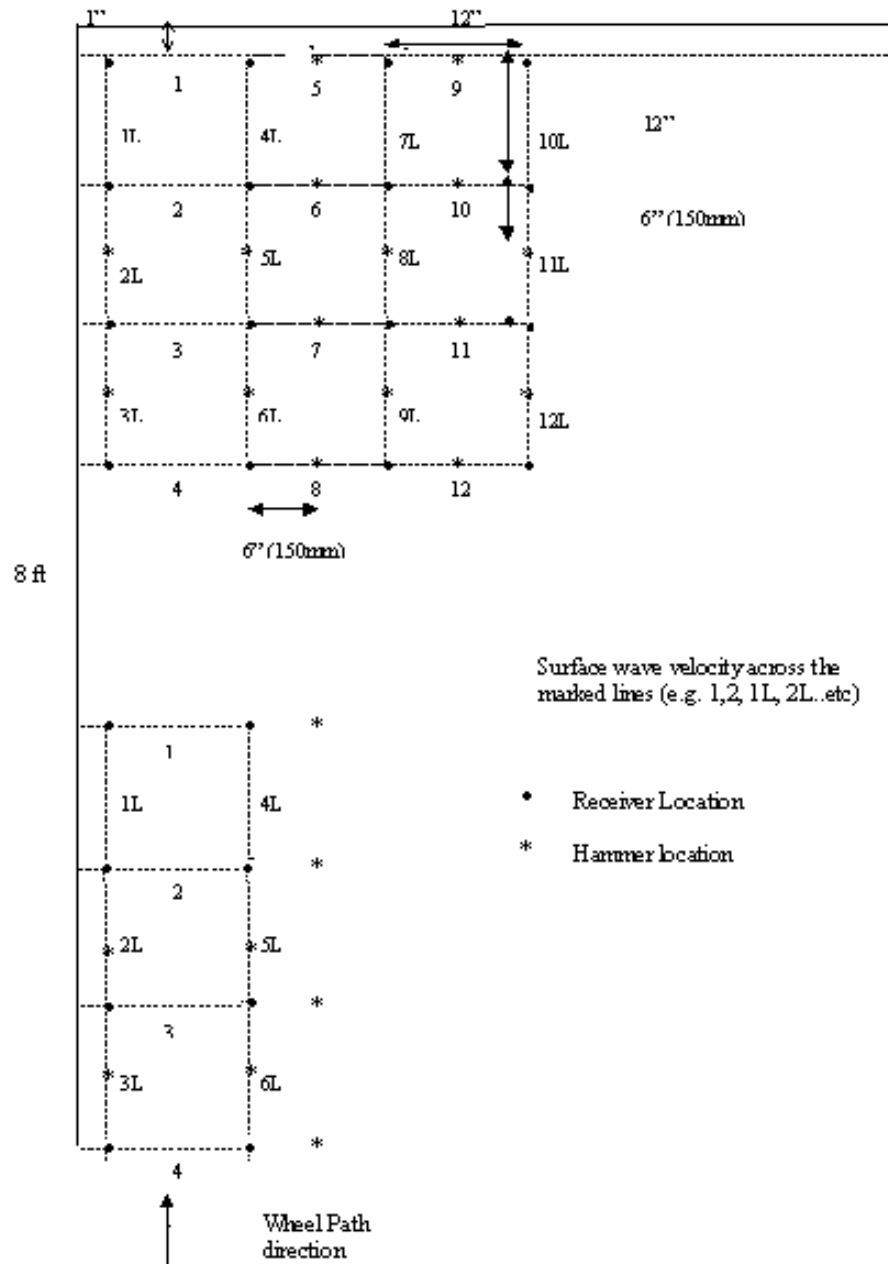 1” 12”
1 5 9
1L 4L 7L 10L 12”
2 6 10 6” (150mm)
2L 5L 8L 11L
3 7 11
3L 6L 9L 12L
4 8 12
6” (150mm)
8 ft
Surface wave velocity across the
marked lines (e.g. 1,2, 1L, 2L..etc)
1
1L 4L
• Receiver Location
* Hammer location
2
2L 5L
3
3L 6L
4
Wheel Path
direction